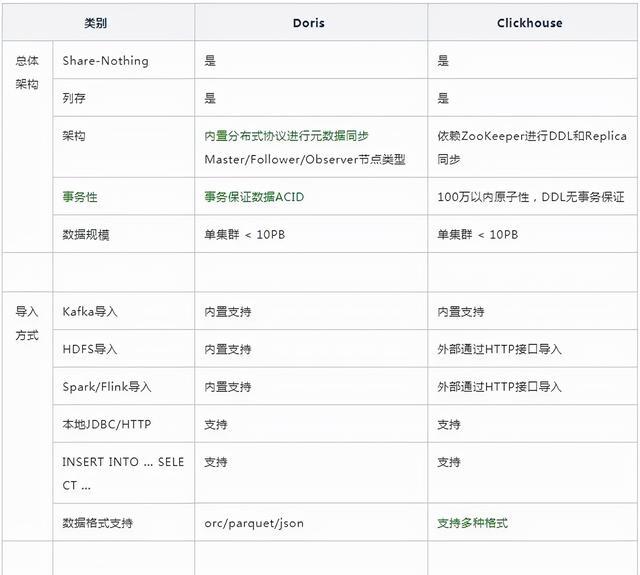 类别 Doris Clickhouse
总体 Share-Nothing 是 是
架构
列存 是 是
架构 内置分布式协议进行元数据同步 依赖ZooKeeper进行DDL和Replica
Master/Follower/Observer节点类型 同步
事务性 事务保证数据ACID 100万以内原子性，DDL无事务保证
数据规模 单集群 < 10PB 单集群 < 10PB
导入 Kafka导入 内置支持 内置支持
方式
HDFS导入 内置支持 外部通过HTTP接口导入
Spark/Flink导入 内置支持 外部通过HTTP接口导入
本地JDBC/HTTP 支持 支持
INSERT INTO ... SELE 支持 支持
CT ...
数据格式支持 orc/parquet/json 支持多种格式